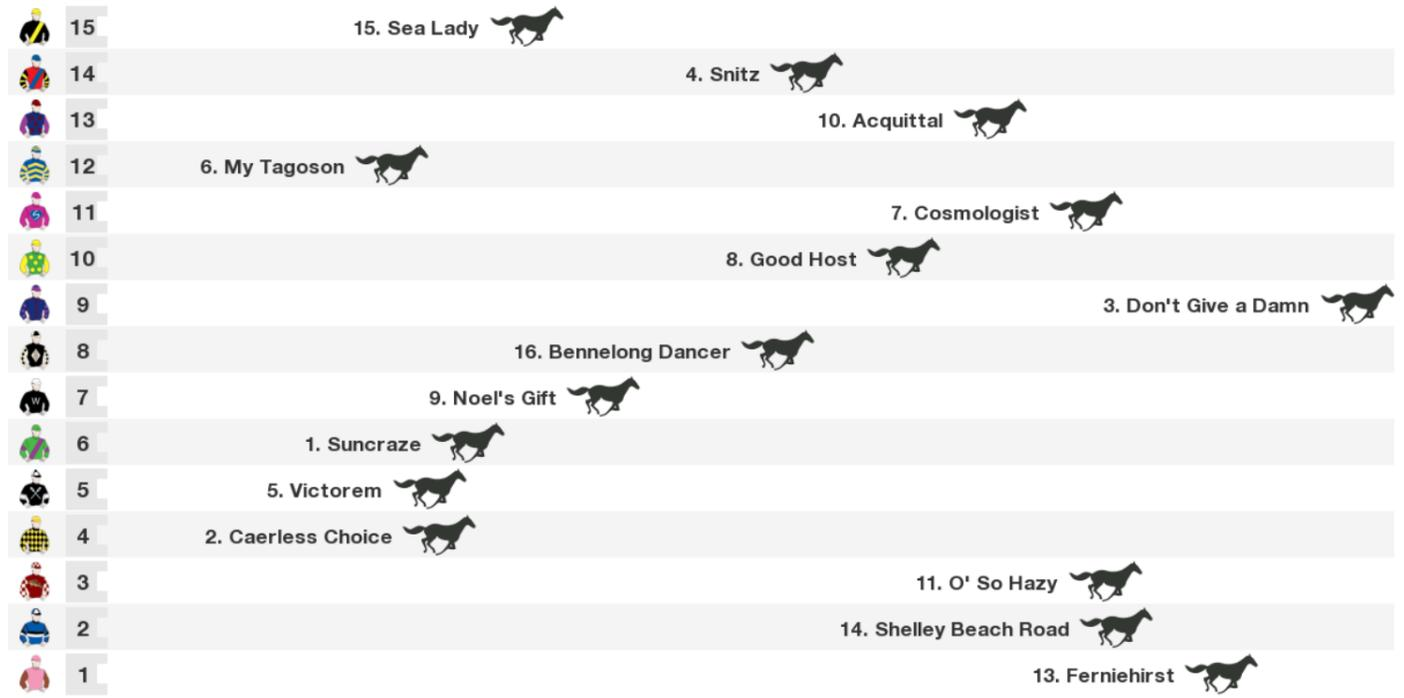 15 15. Sea Lady
14 4. Snitz
13 10. Acquittal
12 6. My Tagoson
11 7. Cosmologist
10 8. Good Host
9 3. Don't Give a Damn
8 16. Bennelong Dancer
W 7 9. Noel's Gift
6 1. Suncraze
5 5. Victorem
4 2. Caerless Choice
3 11. O' So Hazy
2 14. Shelley Beach Road
1 13. Ferniehirst